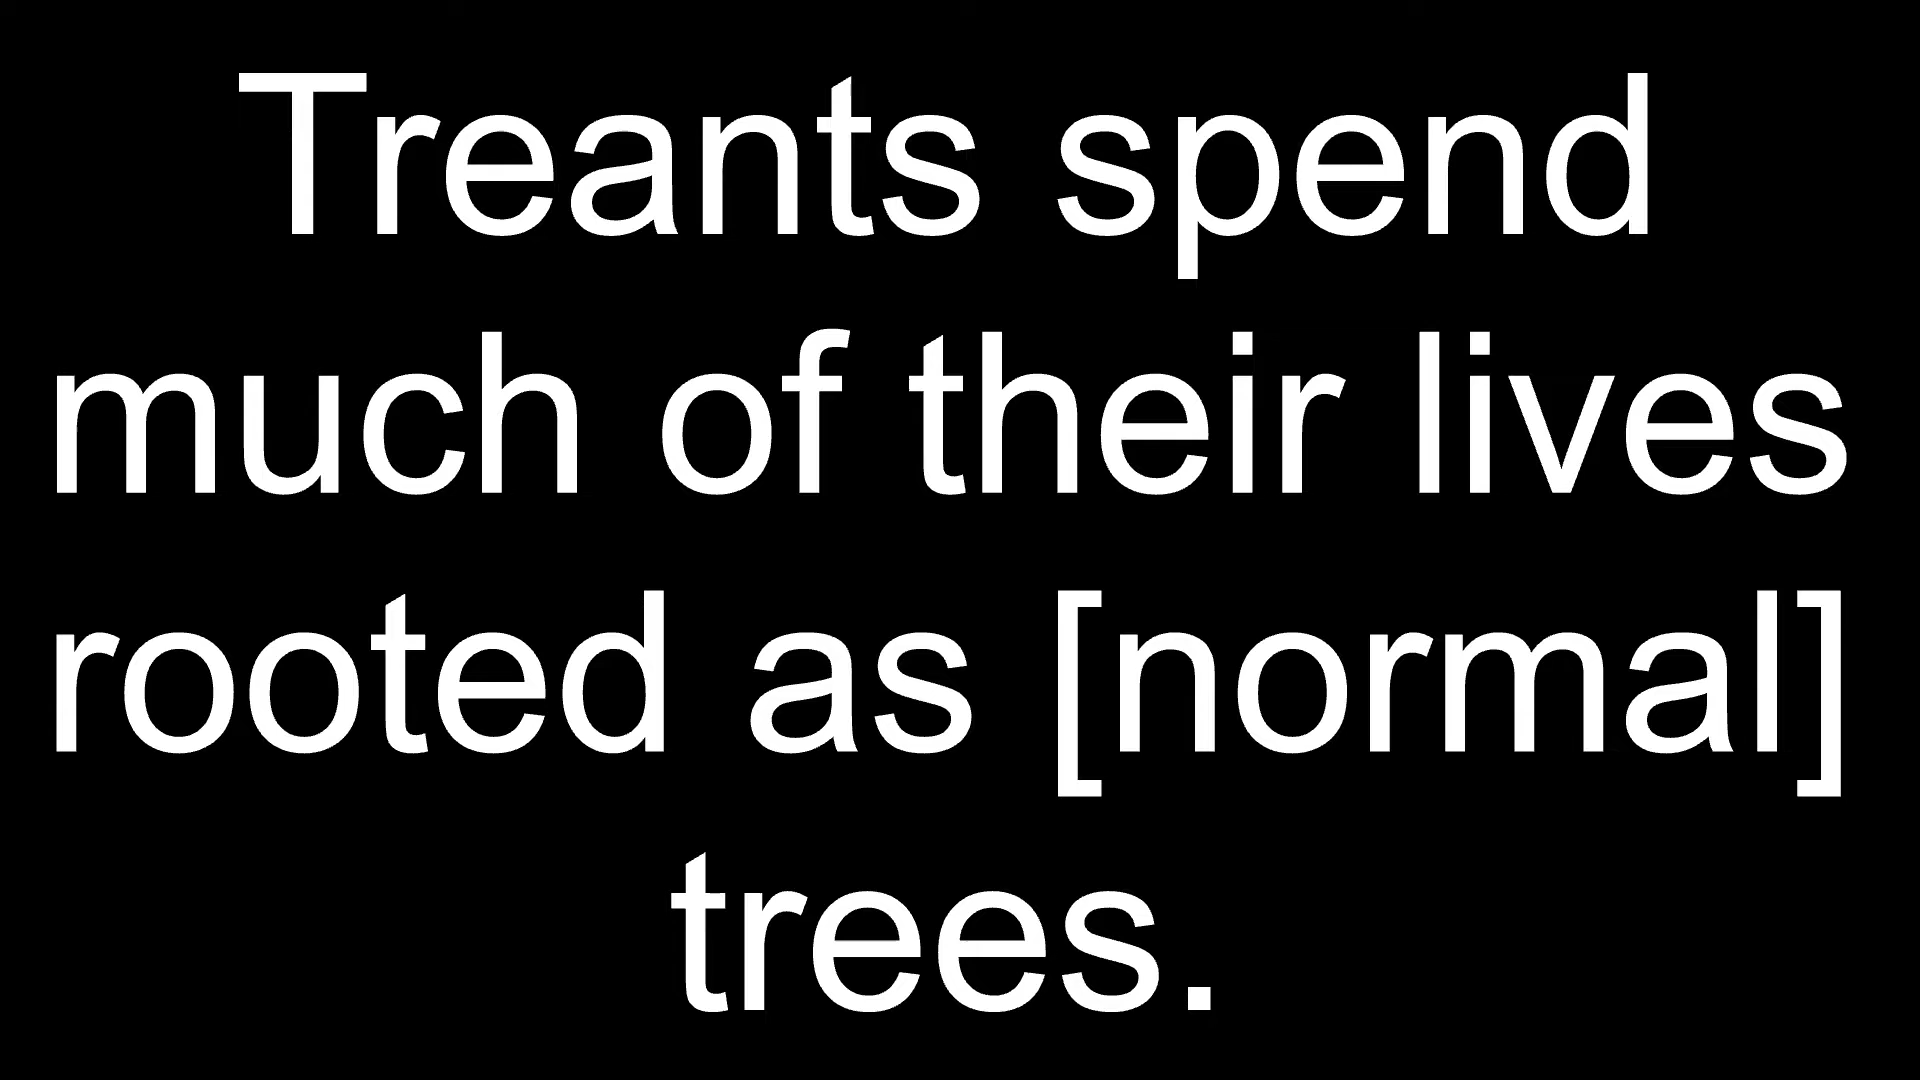 Treants spend
much of their lives
rooted as [normal]
trees.